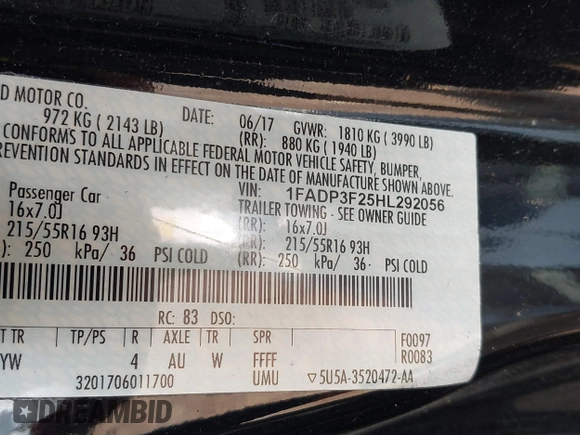 D MOTOR CO.
DATE: 06/17 GVWR: 1810 KG ( 3990 LB)
972 KG ( 2143 LB) (RR): 880 KG ( 1940 LB)
CONFORMS TO ALL APPLICABLE FEDERAL MOTOR VEHICLE SAFETY, BUMPER,
REVENTION STANDARDS IN EFFECT ON THE DATE OF MANUFACTURE SHOWN ABOVE.
VIN: 1FADP3F25HL292056
Passenger Car TRAILER TOWING - SEE OWNER GUIDE
16x7.0J (RR): 16x7.0J
215/55R16 93H (RR): 215/55R16 93H
): 250 kPa/ 36 PSI COLD (RR): 250 kPa/ 36 PSI COLD
RC: 83 DSO:
T TR TP/PS R AXLE TR SPR F0097
YW 4 AU W FFFF R0083
3201706011700 UMU ▽5U5A-3520472-AA
DREAMBID